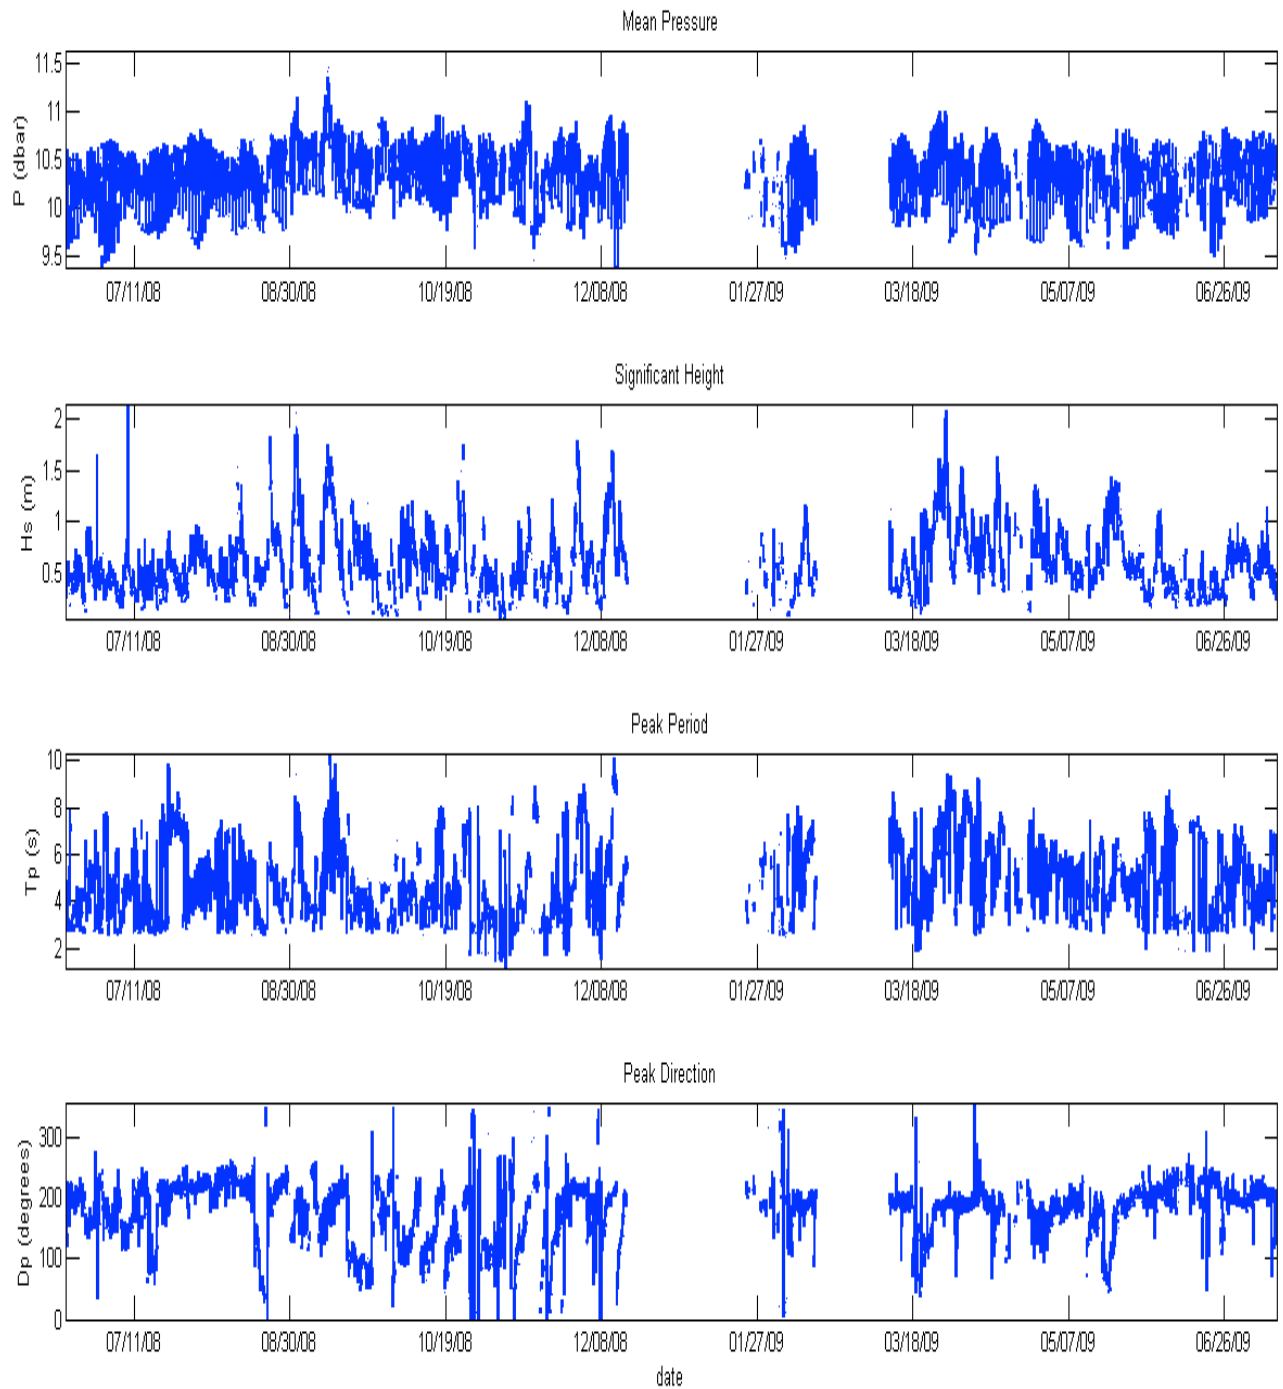 Mean Pressure
P (dbar)
11.5
11
10.5
10
9.5
07/11/08 08/30/08 10/19/08 12/08/08 01/27/09 03/18/09 05/07/09 06/26/09
Significant Height
Hs (m)
2
1.5
1
0.5
07/11/08 08/30/08 10/19/08 12/08/08 01/27/09 03/18/09 05/07/09 06/26/09
Peak Period
Tp (s)
10
8
6
4
2
07/11/08 08/30/08 10/19/08 12/08/08 01/27/09 03/18/09 05/07/09 06/26/09
Peak Direction
Dp (degrees)
300
200
100
0
07/11/08 08/30/08 10/19/08 12/08/08 01/27/09 03/18/09 05/07/09 06/26/09
date